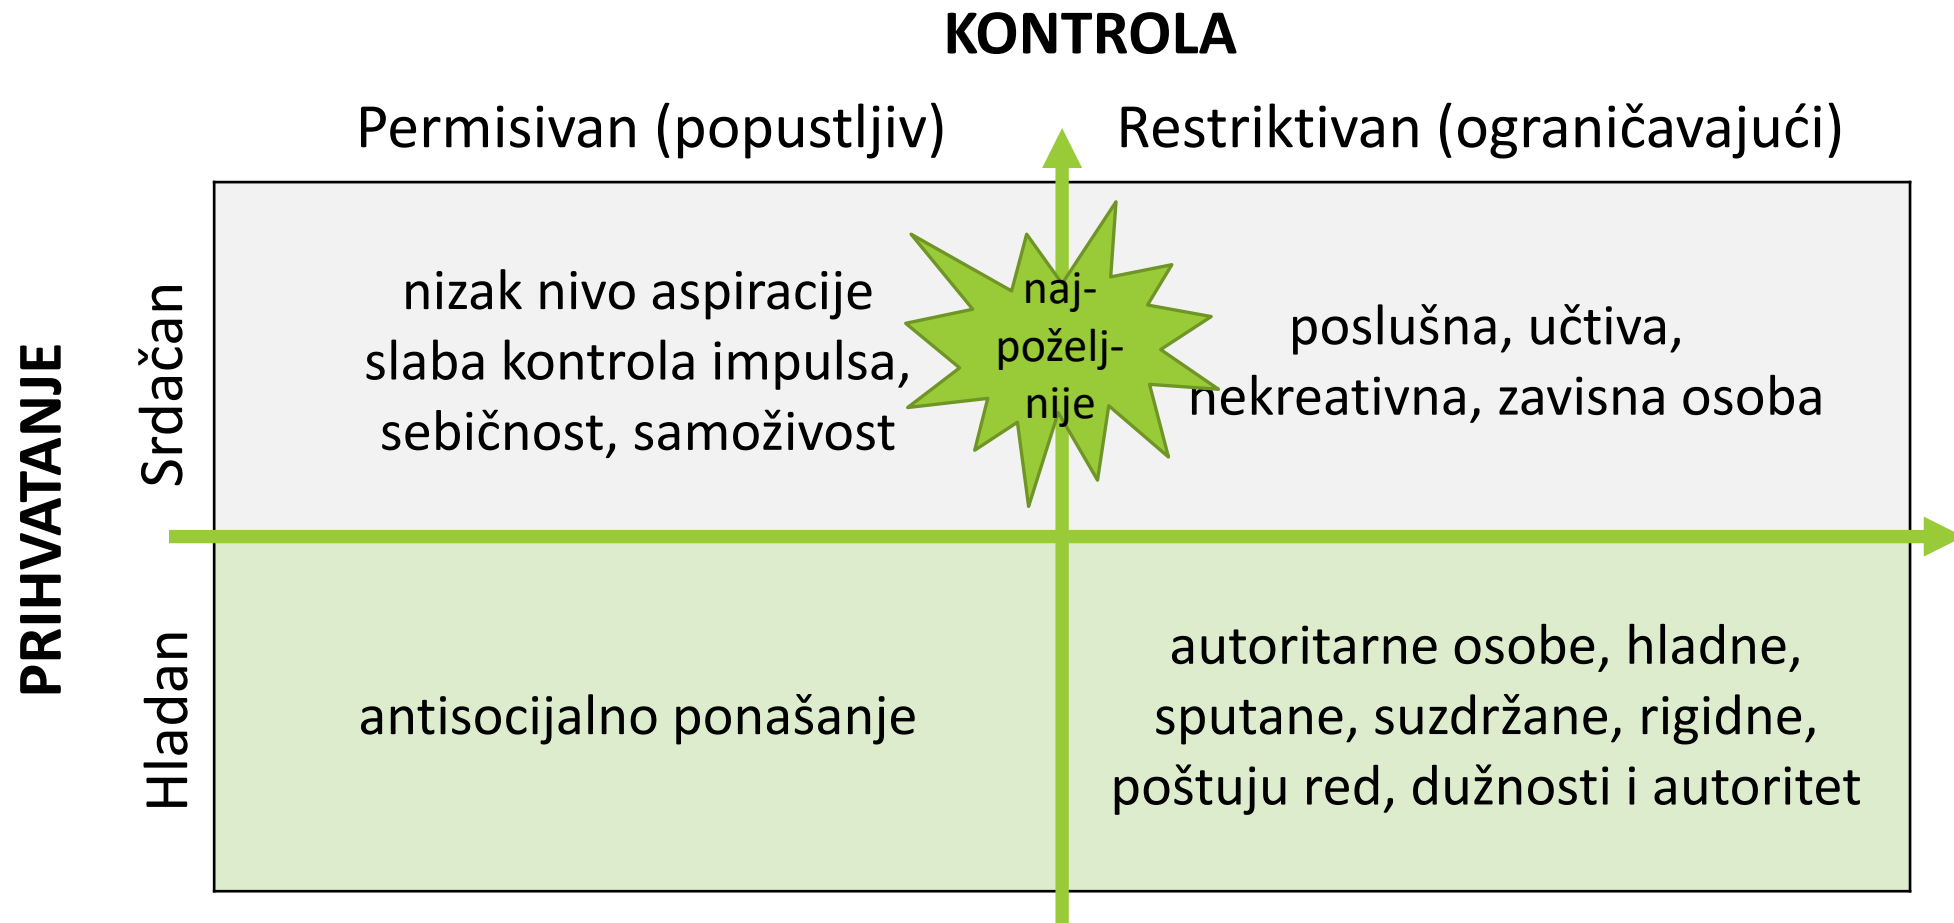 KONTROLA
Permisivan (popustljiv)
Restriktivan (ograničavajući)
PRIHVATANJE
Srdačan
nizak nivo aspiracije
slaba kontrola impulsa,
sebičnost, samoživost
naj-
poželj-
nije
poslušna, učtiva,
nekreativna, zavisna osoba
Hladan
antisocijalno ponašanje
autoritarne osobe, hladne,
sputane, suzdržane, rigidne,
poštuju red, dužnosti i autoritet